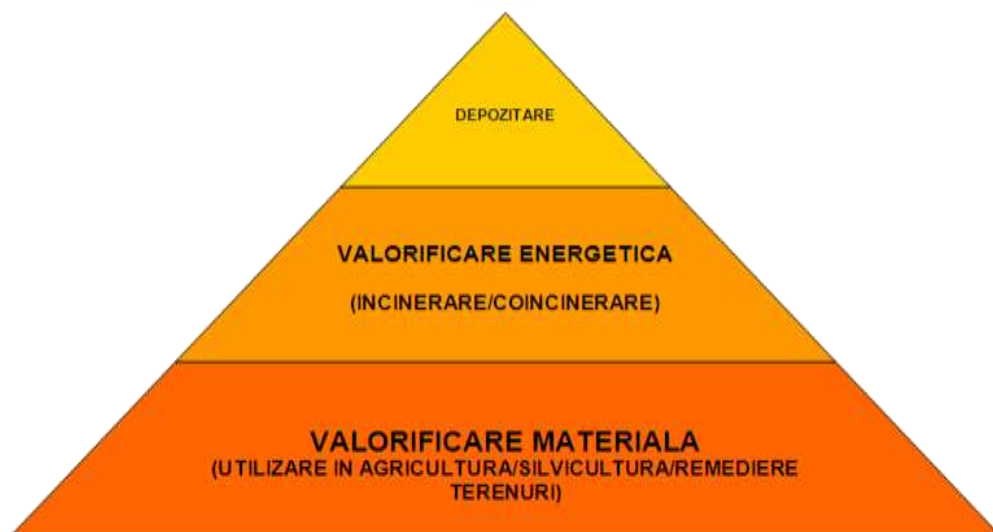 DEPOZITARE
VALORIFICARE ENERGETICA
(INCINERARE/COINCINERARE)
VALORIFICARE MATERIALA
(UTILIZARE IN AGRICULTURA/SILVICULTURA/REMEDIERE
TERENURI)